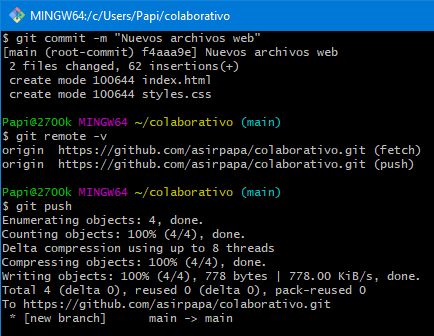 MINGW64:/c/Users/Papi/colaborativo
$ git commit -m "Nuevos archivos web"
[main (root-commit) f4aaa9e] Nuevos archivos web
 2 files changed, 62 insertions(+)
 create mode 100644 index.html
 create mode 100644 styles.css
Papi@2700k MINGW64 ~/colaborativo (main)
$ git remote -v
origin  https://github.com/asirpapa/colaborativo.git (fetch)
origin  https://github.com/asirpapa/colaborativo.git (push)
Papi@2700k MINGW64 ~/colaborativo (main)
$ git push
Enumerating objects: 4, done.
Counting objects: 100% (4/4), done.
Delta compression using up to 8 threads
Compressing objects: 100% (4/4), done.
Writing objects: 100% (4/4), 778 bytes | 778.00 KiB/s, done.
Total 4 (delta 0), reused 0 (delta 0), pack-reused 0
To https://github.com/asirpapa/colaborativo.git
 * [new branch]      main -> main